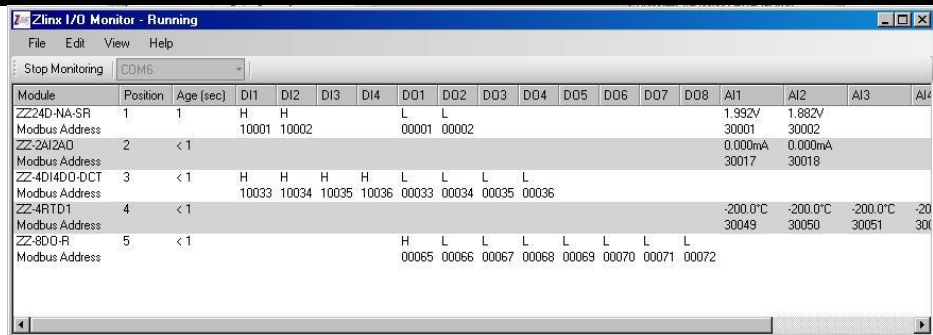 Zlinx I/O Monitor - Running
File Edit View Help
Stop Monitoring COM6
Module Position Age (sec) DI1 DI2 DI3 DI4 DO1 DO2 DO3 DO4 DO5 DO6 DO7 DO8 AI1 AI2 AI3 AI4
ZZ24D-NA-SR 1 1 H H L L 1.992V 1.882V
Modbus Address 10001 10002 00001 00002 30001 30002
ZZ-2AI2AO 2 < 1 0.000mA 0.000mA
Modbus Address 30017 30018
ZZ-4DI4DO-DCT 3 < 1 H H H H L L L L
Modbus Address 10033 10034 10035 10036 00033 00034 00035 00036
ZZ-4RTD1 4 < 1 -200.0°C -200.0°C -200.0°C -20
Modbus Address 30049 30050 30051 300
ZZ-8DO-R 5 < 1 H L L L L L L L
Modbus Address 00065 00066 00067 00068 00069 00070 00071 00072